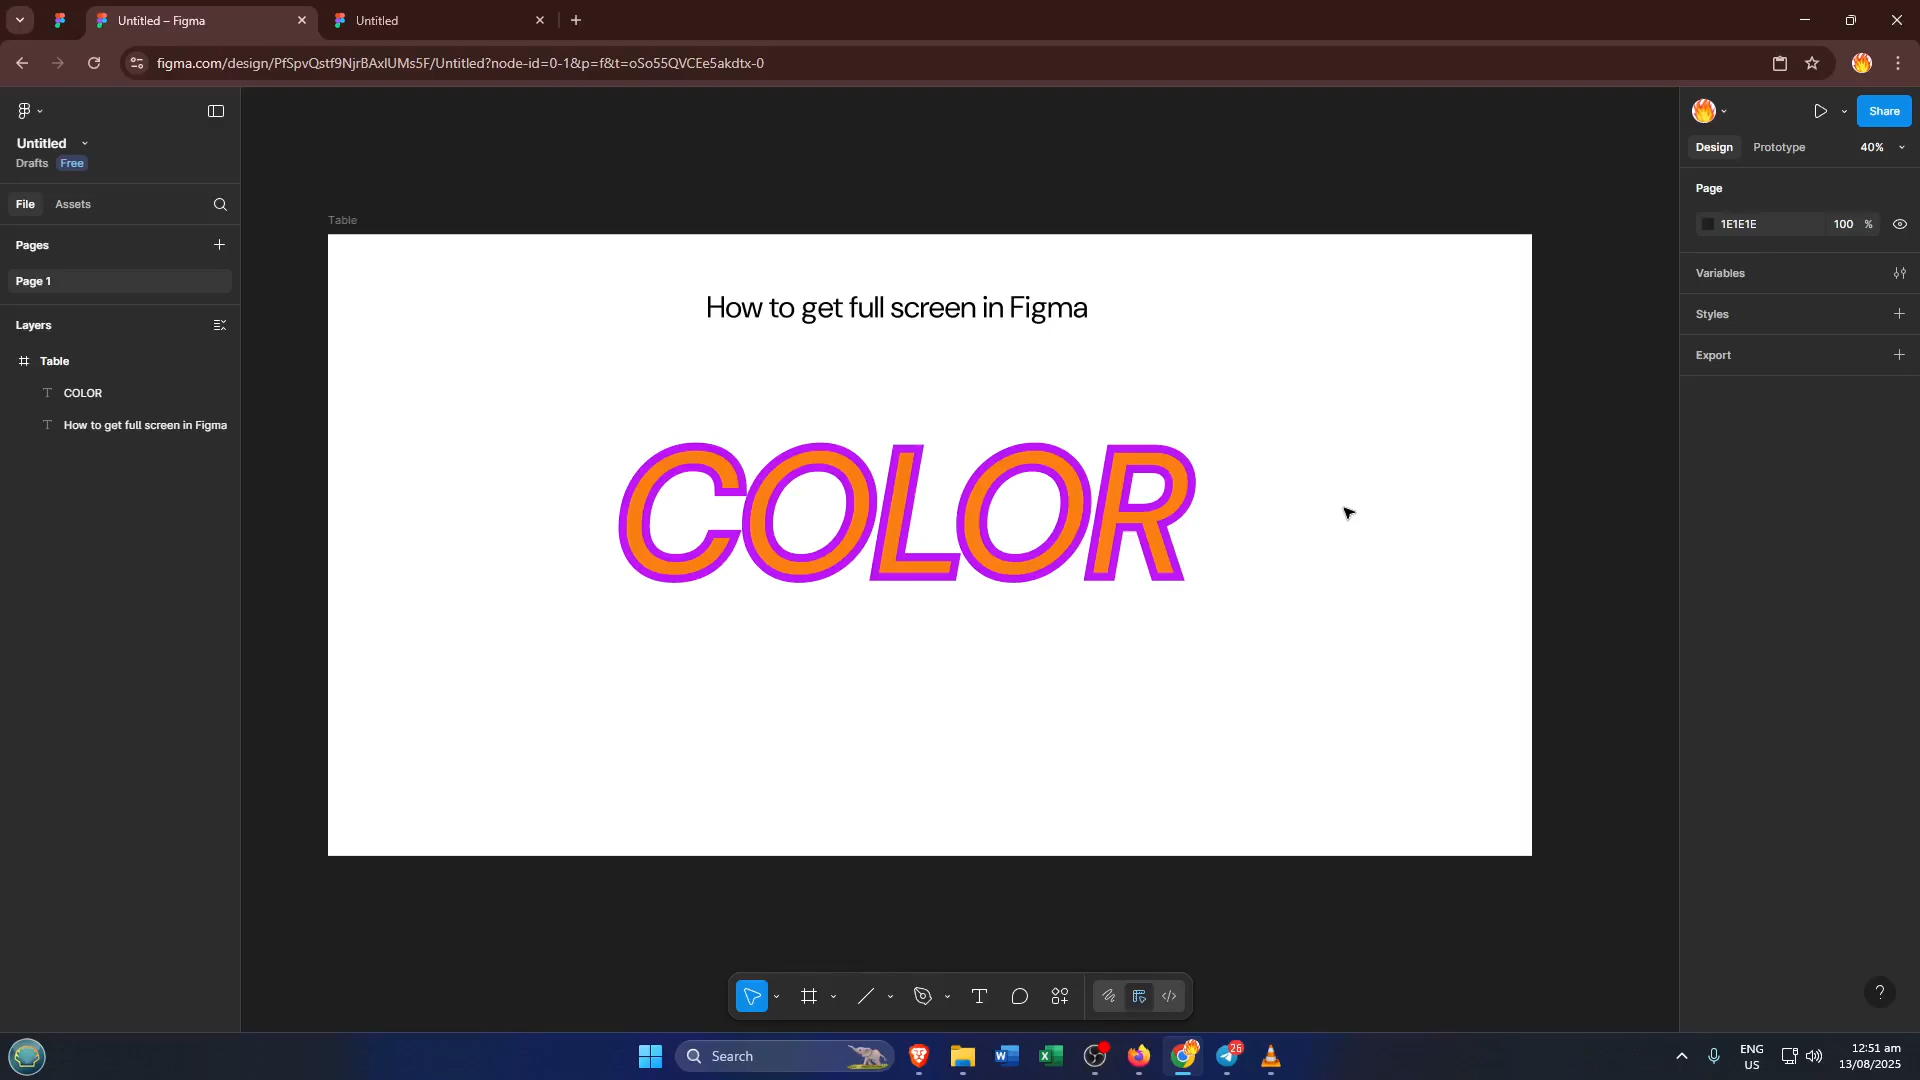 Untitled – Figma
Untitled
figma.com/design/PfSpvQstf9NjrBAxlUMs5F/Untitled?node-id=0-1&p=f&t=oSo55QVCEe5akdtx-0
Untitled
Drafts Free
File Assets
Pages
Page 1
Layers
Table
COLOR
How to get full screen in Figma
Table
How to get full screen in Figma
COLOR
Share
Design Prototype 40%
Page
1E1E1E 100 %
Variables
Styles
Export
?
Search
26
ENG
US
12:51 am
13/08/2025